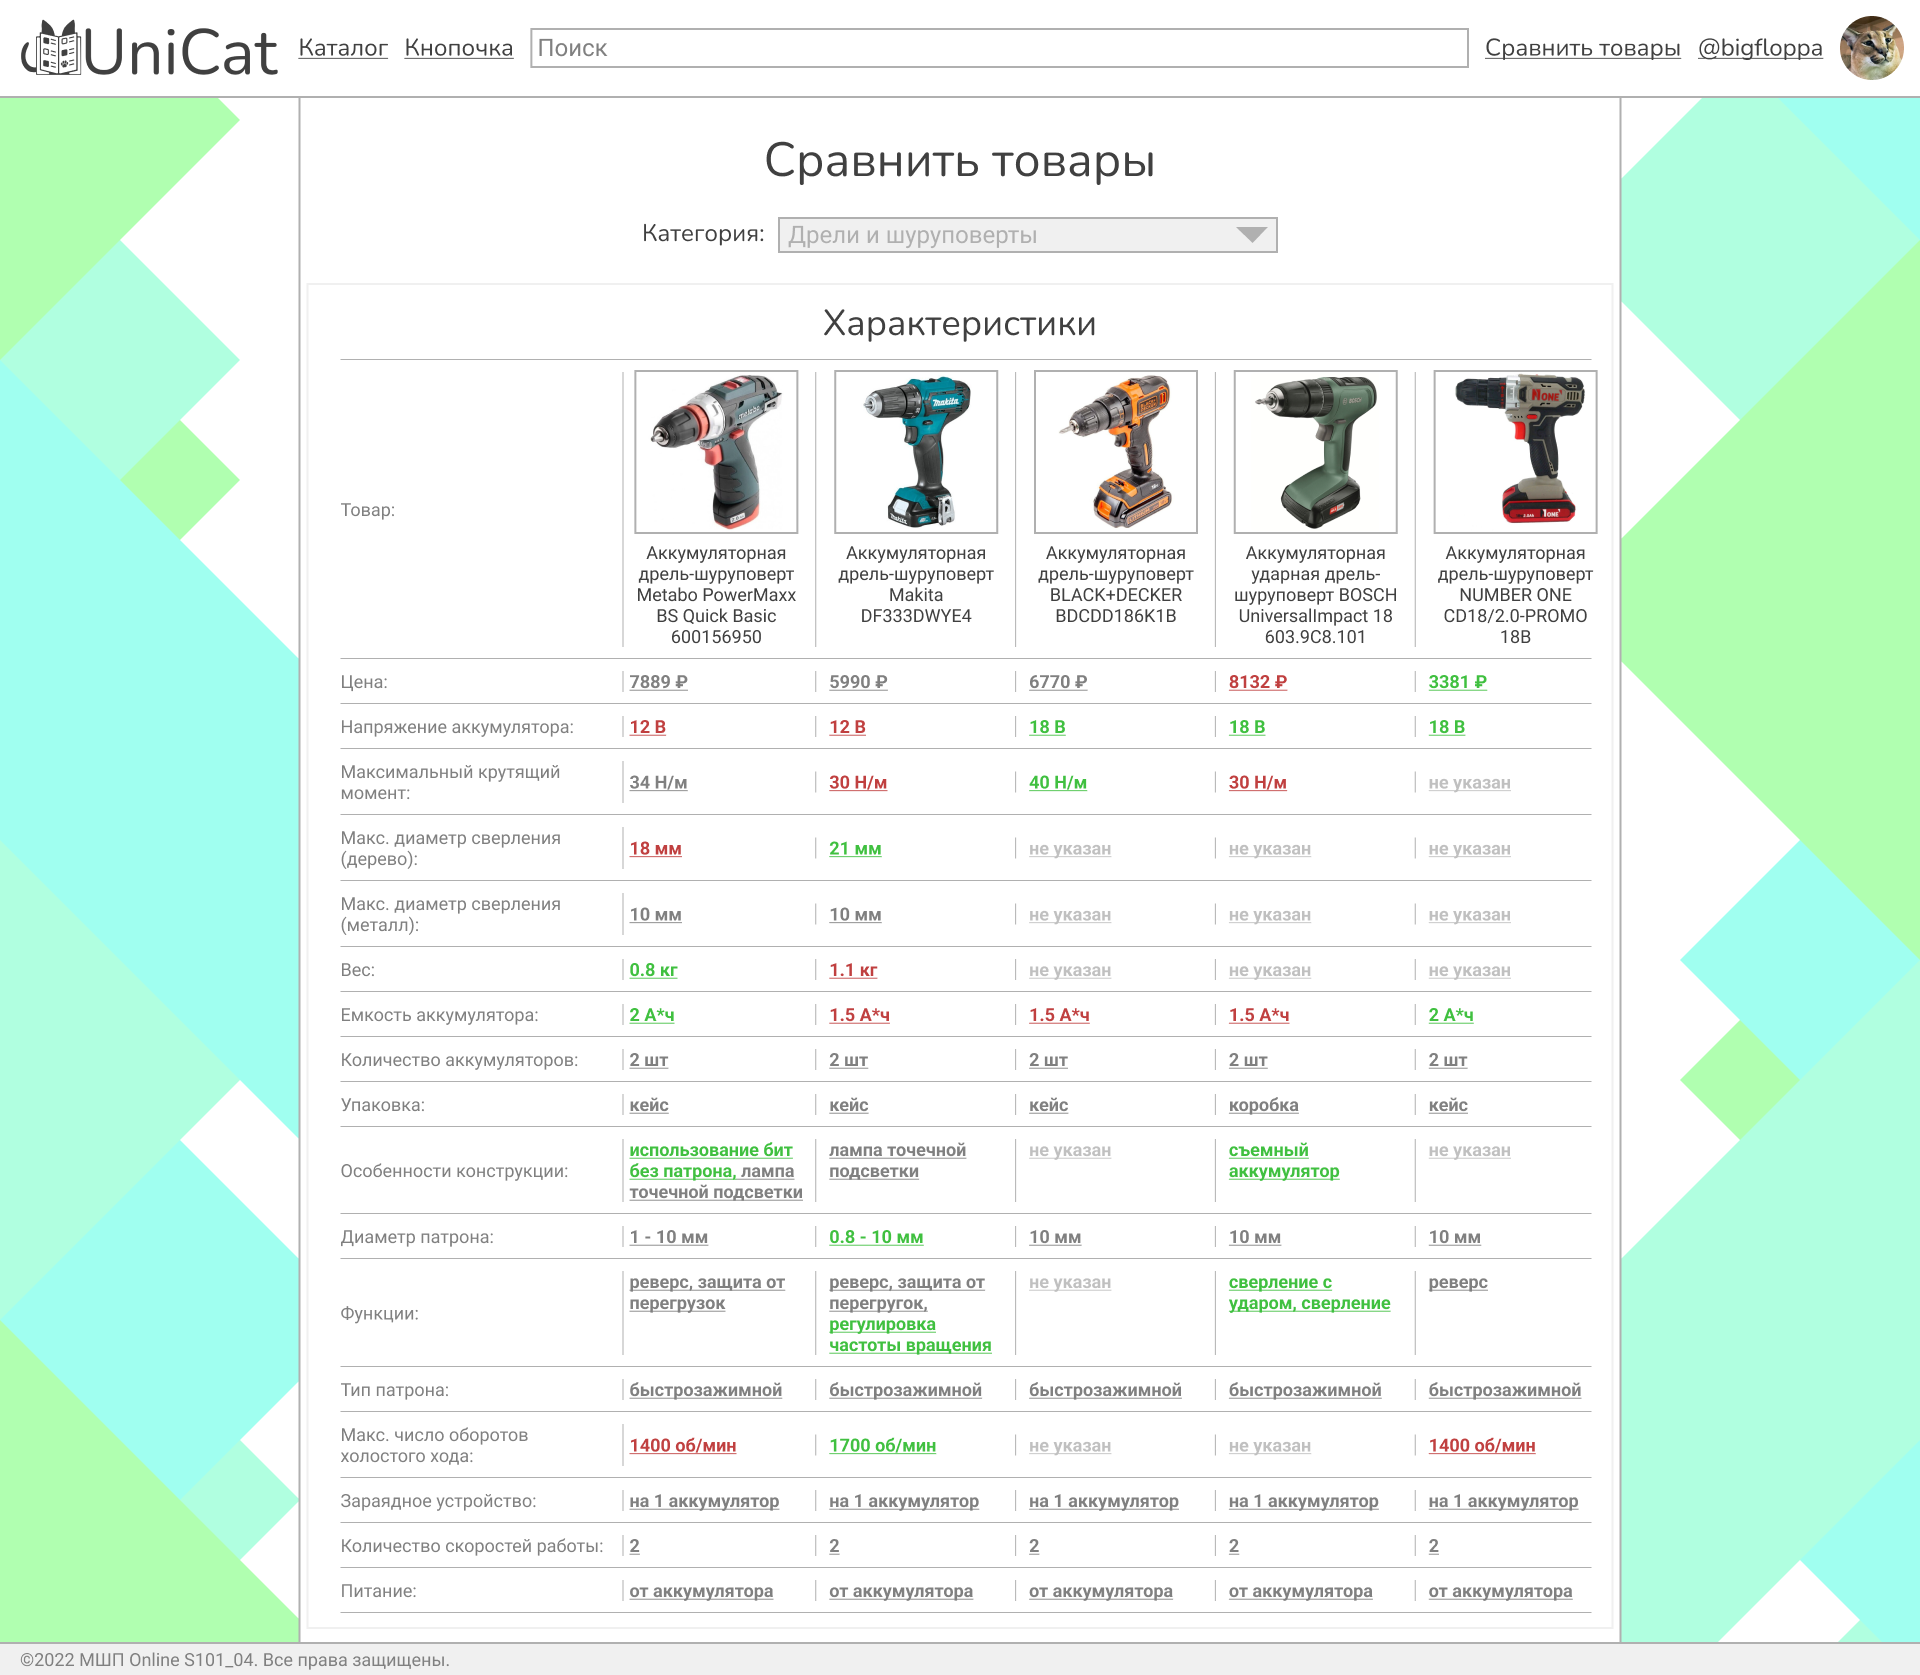 UniCat Каталог Кнопочка Поиск Сравнить товары @bigfloppa
Сравнить товары
Категория: Дрели и шуруповерты
Характеристики
Товар:
metabo
makita
BOSCH
N ONE
Аккумуляторная
дрель-шуруповерт
Metabo PowerMaxx
BS Quick Basic
600156950
Аккумуляторная
дрель-шуруповерт
Makita
DF333DWYE4
Аккумуляторная
дрель-шуруповерт
BLACK+DECKER
BDCDD186K1B
Аккумуляторная
ударная дрель-
шуруповерт BOSCH
UniversalImpact 18
603.9C8.101
Аккумуляторная
дрель-шуруповерт
NUMBER ONE
CD18/2.0-PROMO
18В
Цена: 7889 ₽ 5990 ₽ 6770 ₽ 8132 ₽ 3381 ₽
Напряжение аккумулятора: 12 В 12 В 18 В 18 В 18 В
Максимальный крутящий
момент: 34 Н/м 30 Н/м 40 Н/м 30 Н/м не указан
Макс. диаметр сверления
(дерево): 18 мм 21 мм не указан не указан не указан
Макс. диаметр сверления
(металл): 10 мм 10 мм не указан не указан не указан
Вес: 0.8 кг 1.1 кг не указан не указан не указан
Емкость аккумулятора: 2 А*ч 1.5 А*ч 1.5 А*ч 1.5 А*ч 2 А*ч
Количество аккумуляторов: 2 шт 2 шт 2 шт 2 шт 2 шт
Упаковка: кейс кейс кейс коробка кейс
Особенности конструкции:
использование бит
без патрона, лампа
точечной подсветки
лампа точечной
подсветки
не указан
съемный
аккумулятор
не указан
Диаметр патрона: 1 - 10 мм 0.8 - 10 мм 10 мм 10 мм 10 мм
Функции:
реверс, защита от
перегрузок
реверс, защита от
перегругок,
регулировка
частоты вращения
не указан
сверление с
ударом, сверление
реверс
Тип патрона: быстрозажимной быстрозажимной быстрозажимной быстрозажимной быстрозажимной
Макс. число оборотов
холостого хода: 1400 об/мин 1700 об/мин не указан не указан 1400 об/мин
Зараядное устройство: на 1 аккумулятор на 1 аккумулятор на 1 аккумулятор на 1 аккумулятор на 1 аккумулятор
Количество скоростей работы: 2 2 2 2 2
Питание: от аккумулятора от аккумулятора от аккумулятора от аккумулятора от аккумулятора
©2022 МШП Online S101_04. Все права защищены.